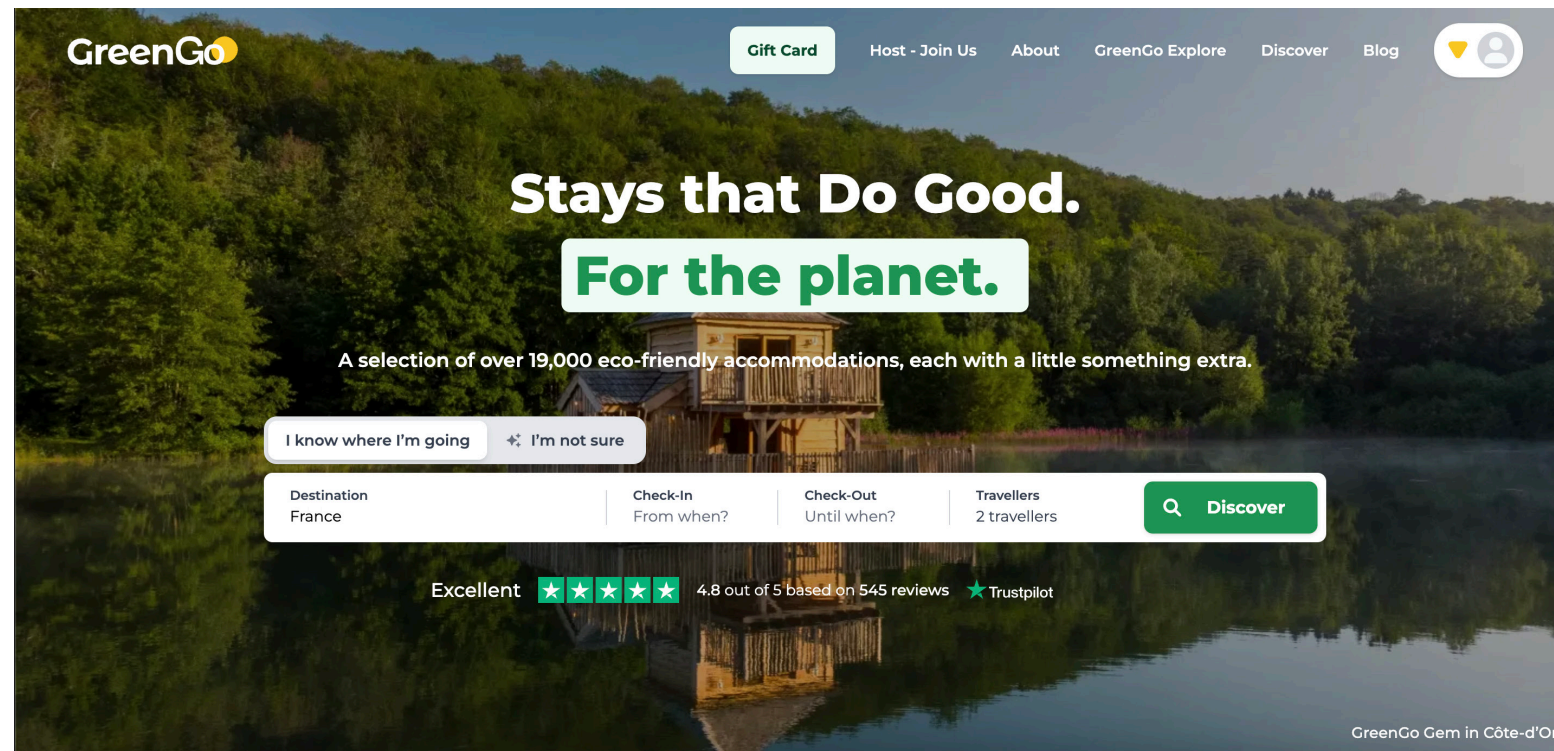 GreenGo
Gift Card
Host - Join Us
About
GreenGo Explore
Discover
Blog
Stays that Do Good.
For the planet.
A selection of over 19,000 eco-friendly accommodations, each with a little something extra.
I know where I'm going
I'm not sure
Destination
France
Check-In
From when?
Check-Out
Until when?
Travellers
2 travellers
Discover
Excellent
4.8 out of 5 based on 545 reviews
Trustpilot
GreenGo Gem in Côte-d'Or